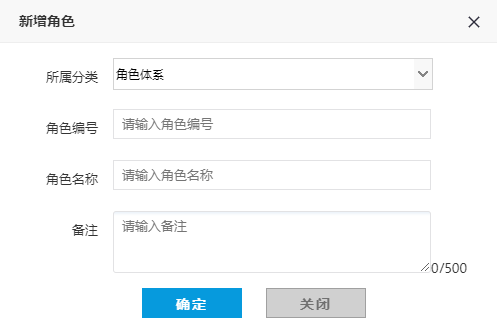 新增角色
所属分类 角色体系
角色编号 请输入角色编号
角色名称 请输入角色名称
备注 请输入备注
0/500
确定 关闭